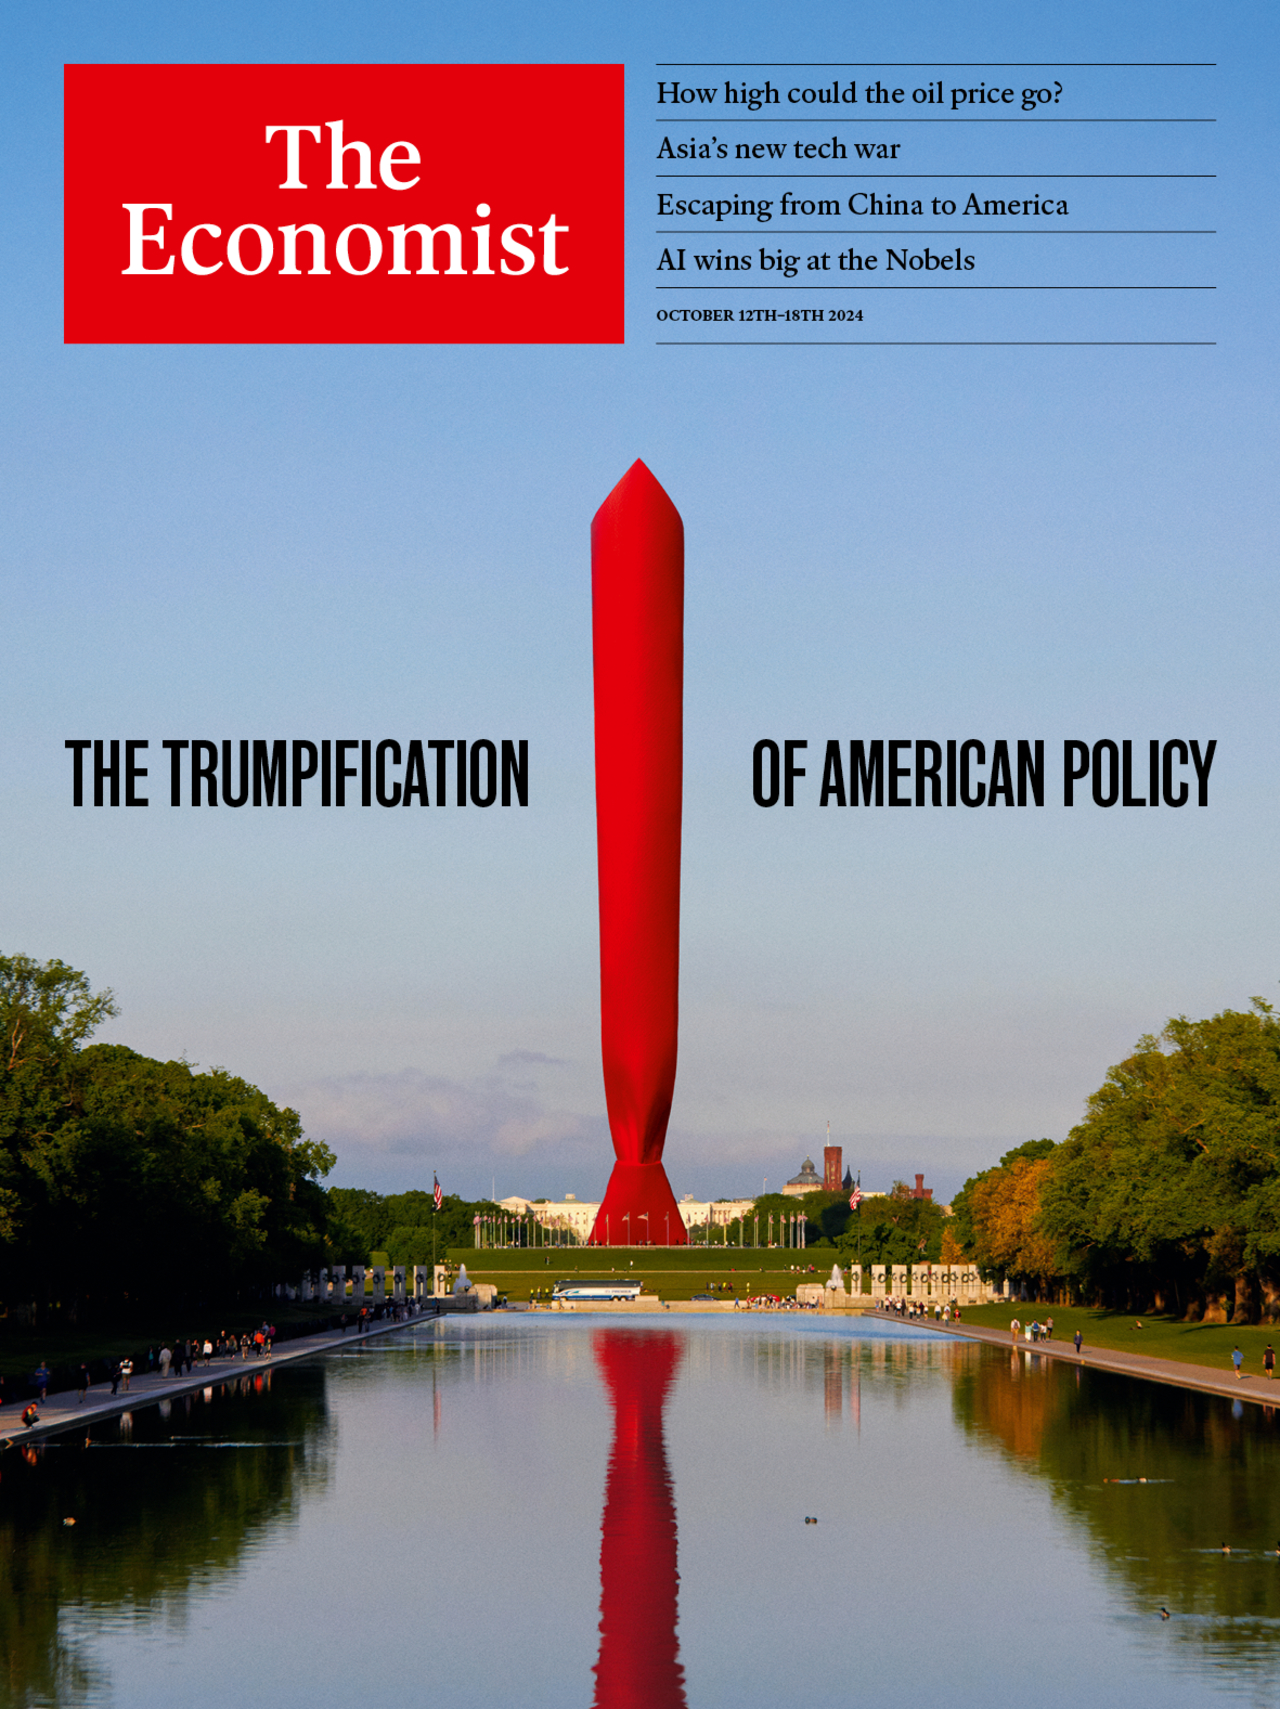 The
Economist
How high could the oil price go?
Asia's new tech war
Escaping from China to America
AI wins big at the Nobels
OCTOBER 12TH–18TH 2024
THE TRUMPIFICATION OF AMERICAN POLICY